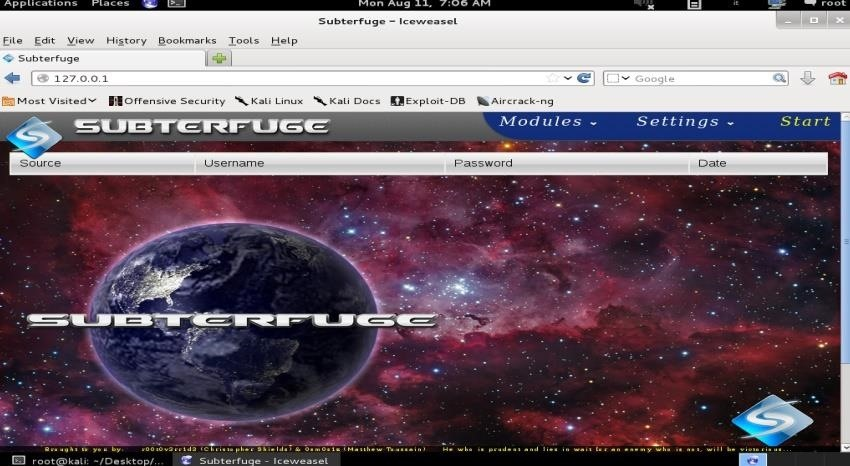 Applications Places Mon Aug 11, 7:06 AM it root
Subterfuge - Iceweasel
File Edit View History Bookmarks Tools Help
Subterfuge
127.0.0.1 Google
Most Visited Offensive Security Kali Linux Kali Docs Exploit-DB Aircrack-ng
SUBTERFUGE Modules Settings Start
Source Username Password Date
SUBTERFUGE
Brought to you by: (Christopher Shields) & (Matthew Toussain) He who is prudent and lies in wait for an enemy who is not, will be victorious...
root@kali: ~/Desktop/... Subterfuge - Iceweasel